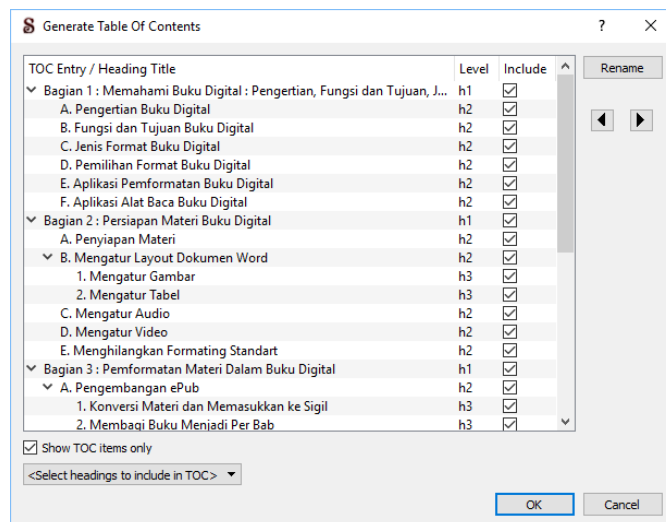 Generate Table Of Contents
TOC Entry / Heading Title Level Include
Rename
Bagian 1 : Memahami Buku Digital : Pengertian, Fungsi dan Tujuan, J... h1
A. Pengertian Buku Digital h2
B. Fungsi dan Tujuan Buku Digital h2
C. Jenis Format Buku Digital h2
D. Pemilihan Format Buku Digital h2
E. Aplikasi Pemformatan Buku Digital h2
F. Aplikasi Alat Baca Buku Digital h2
Bagian 2 : Persiapan Materi Buku Digital h1
A. Penyiapan Materi h2
B. Mengatur Layout Dokumen Word h2
1. Mengatur Gambar h3
2. Mengatur Tabel h3
C. Mengatur Audio h2
D. Mengatur Video h2
E. Menghilangkan Formating Standart h2
Bagian 3 : Pemformatan Materi Dalam Buku Digital h1
A. Pengembangan ePub h2
1. Konversi Materi dan Memasukkan ke Sigil h3
2. Membagi Buku Menjadi Per Bab h3
Show TOC items only
<Select headings to include in TOC>
OK Cancel